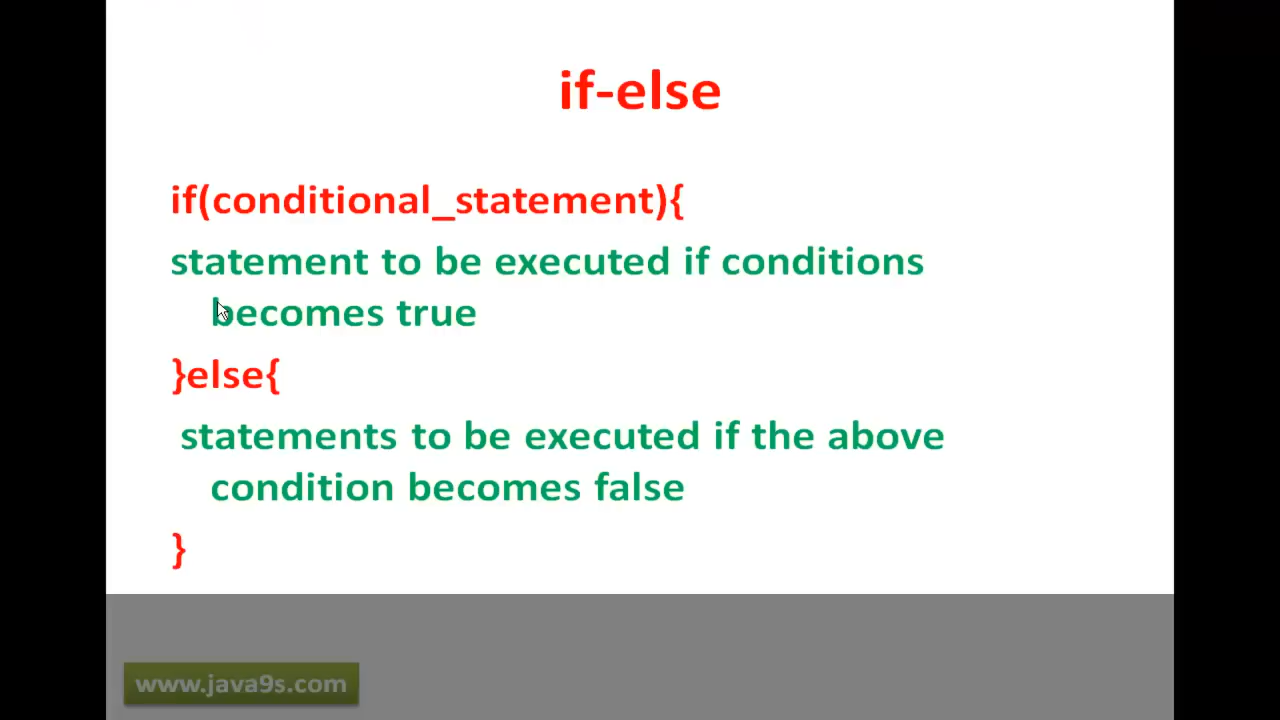 if-else
if(conditional_statement){
statement to be executed if conditions
becomes true
}else{
statements to be executed if the above
condition becomes false
}
www.java9s.com